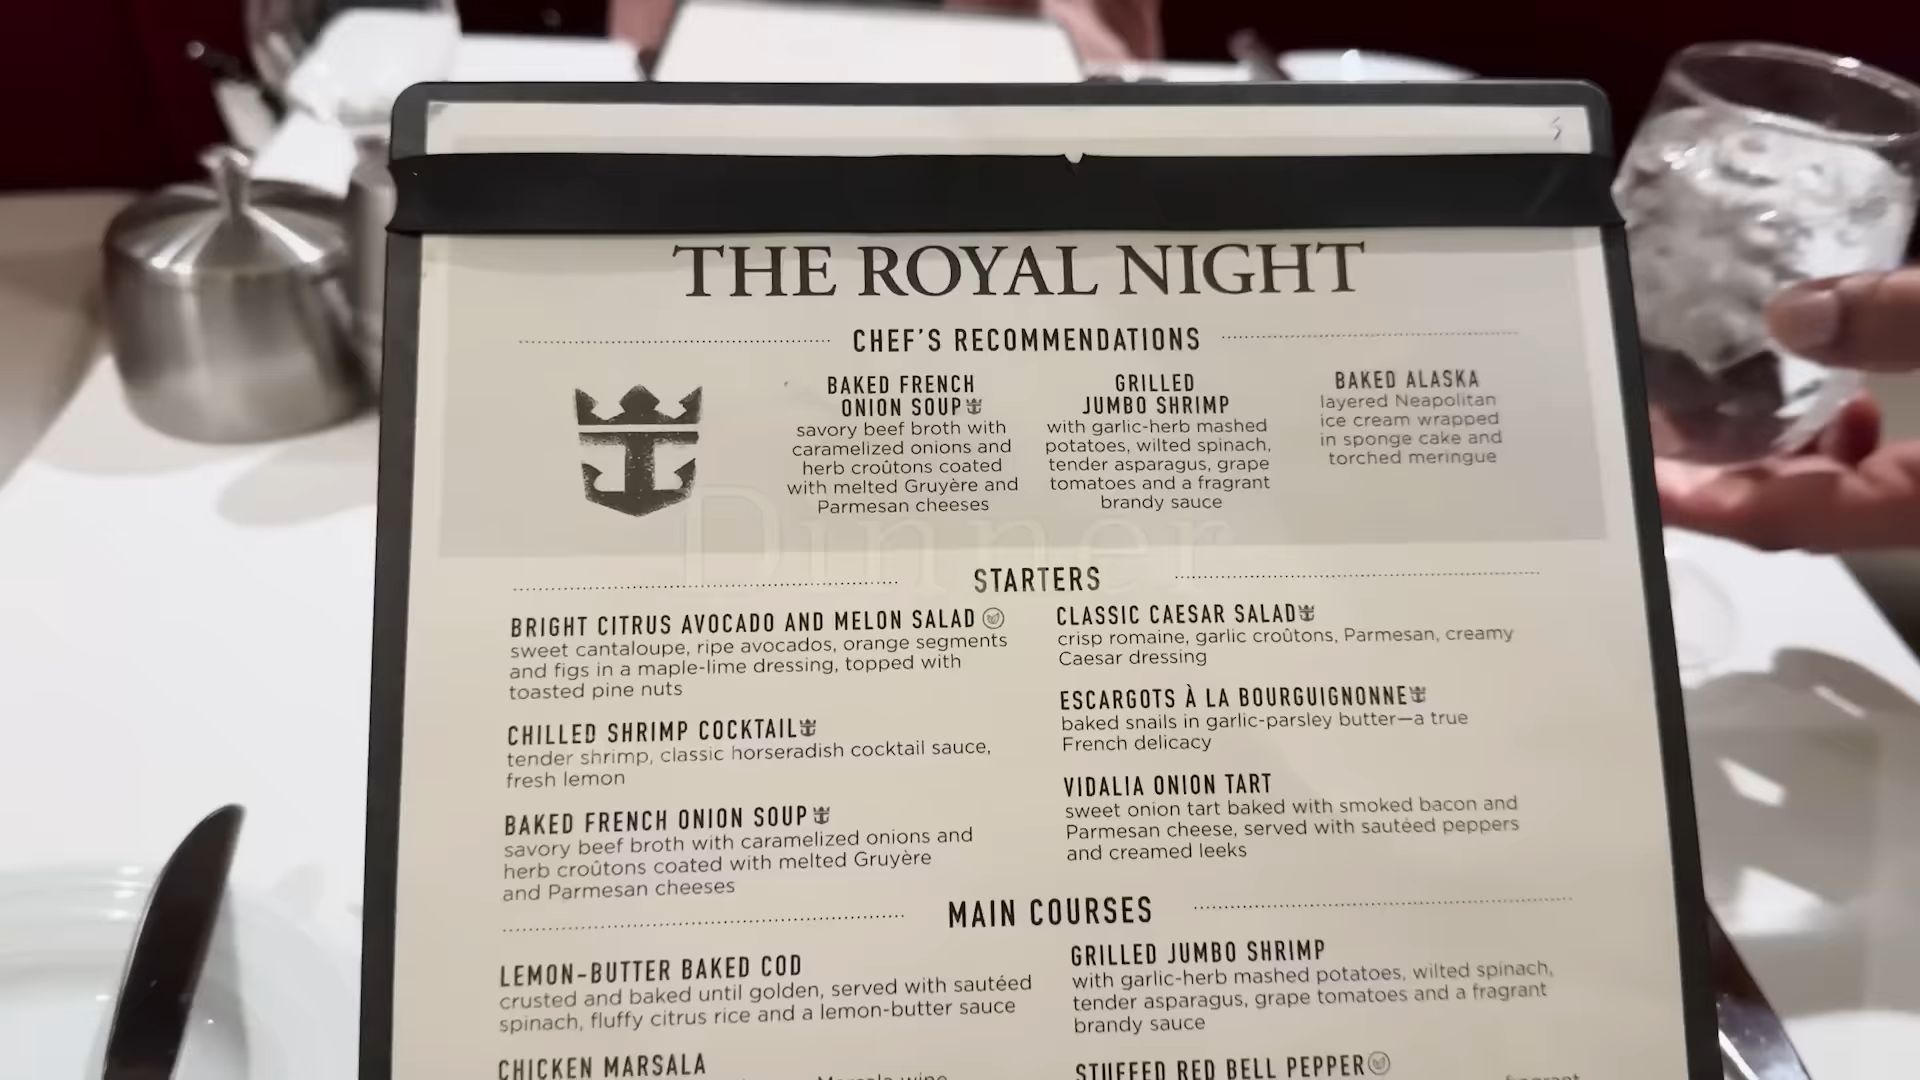 THE ROYAL NIGHT
CHEF'S RECOMMENDATIONS
BAKED FRENCH
ONION SOUP
savory beef broth with
caramelized onions and
herb croûtons coated
with melted Gruyère and
Parmesan cheeses
GRILLED
JUMBO SHRIMP
with garlic-herb mashed
potatoes, wilted spinach,
tender asparagus, grape
tomatoes and a fragrant
brandy sauce
BAKED ALASKA
layered Neapolitan
ice cream wrapped
in sponge cake and
torched meringue
Dinner
STARTERS
BRIGHT CITRUS AVOCADO AND MELON SALAD
sweet cantaloupe, ripe avocados, orange segments
and figs in a maple-lime dressing, topped with
toasted pine nuts
CHILLED SHRIMP COCKTAIL
tender shrimp, classic horseradish cocktail sauce,
fresh lemon
BAKED FRENCH ONION SOUP
savory beef broth with caramelized onions and
herb croûtons coated with melted Gruyère
and Parmesan cheeses
CLASSIC CAESAR SALAD
crisp romaine, garlic croûtons, Parmesan, creamy
Caesar dressing
ESCARGOTS À LA BOURGUIGNONNE
baked snails in garlic-parsley butter—a true
French delicacy
VIDALIA ONION TART
sweet onion tart baked with smoked bacon and
Parmesan cheese, served with sautéed peppers
and creamed leeks
MAIN COURSES
LEMON-BUTTER BAKED COD
crusted and baked until golden, served with sautéed
spinach, fluffy citrus rice and a lemon-butter sauce
CHICKEN MARSALA
Marsala wine
GRILLED JUMBO SHRIMP
with garlic-herb mashed potatoes, wilted spinach,
tender asparagus, grape tomatoes and a fragrant
brandy sauce
STUFFED RED BELL PEPPER
fragrant